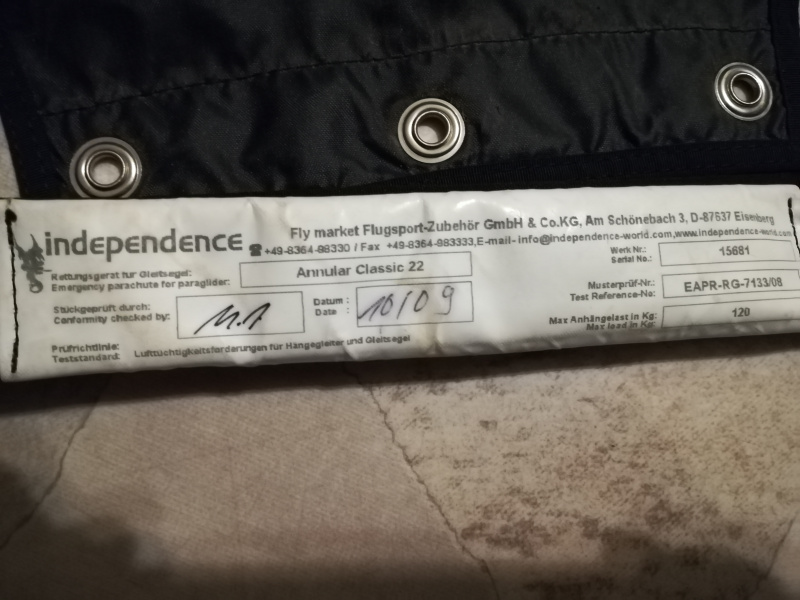 independence
Fly market Flugsport-Zubehör GmbH & Co.KG, Am Schönebach 3, D-87637 Eisenberg
☎ +49-8364-98330 / Fax +49-8364-983333, E-mail- info@independence-world.com, www.independence-world.com
Rettungsgerät für Gleitsegel:
Emergency parachute for paraglider:
Annular Classic 22
Werk Nr.:
Serial No.:
15681
Stückgeprüft durch:
Conformity checked by:
Datum :
Date :
10/09
Musterprüf-Nr.:
Test Reference-No:
EAPR-RG-7133/08
Max Anhängelast in Kg:
Max load in Kg:
120
Prüfrichtlinie:
Teststandard:
Lufttüchtigkeitsforderungen für Hängegleiter und Gleitsegel